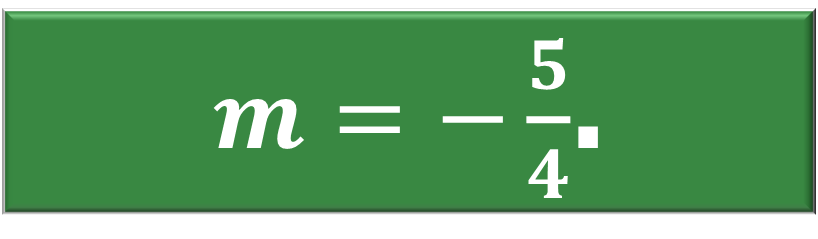 m = −5/4.